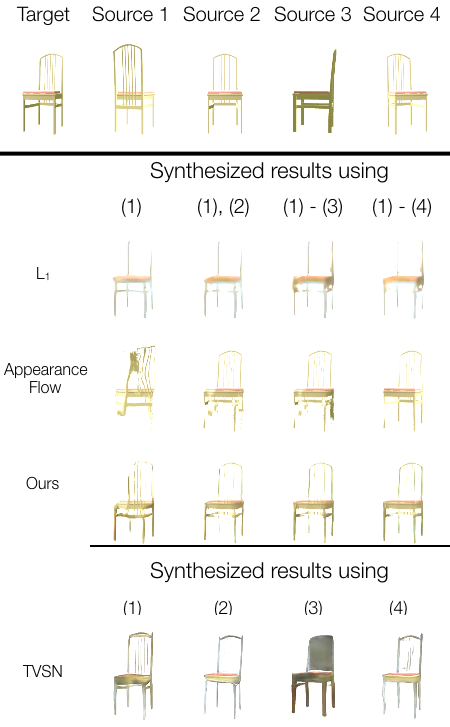 Target Source 1 Source 2 Source 3 Source 4
Synthesized results using
(1) (1), (2) (1) - (3) (1) - (4)
L₁
Appearance
Flow
Ours
Synthesized results using
(1) (2) (3) (4)
TVSN